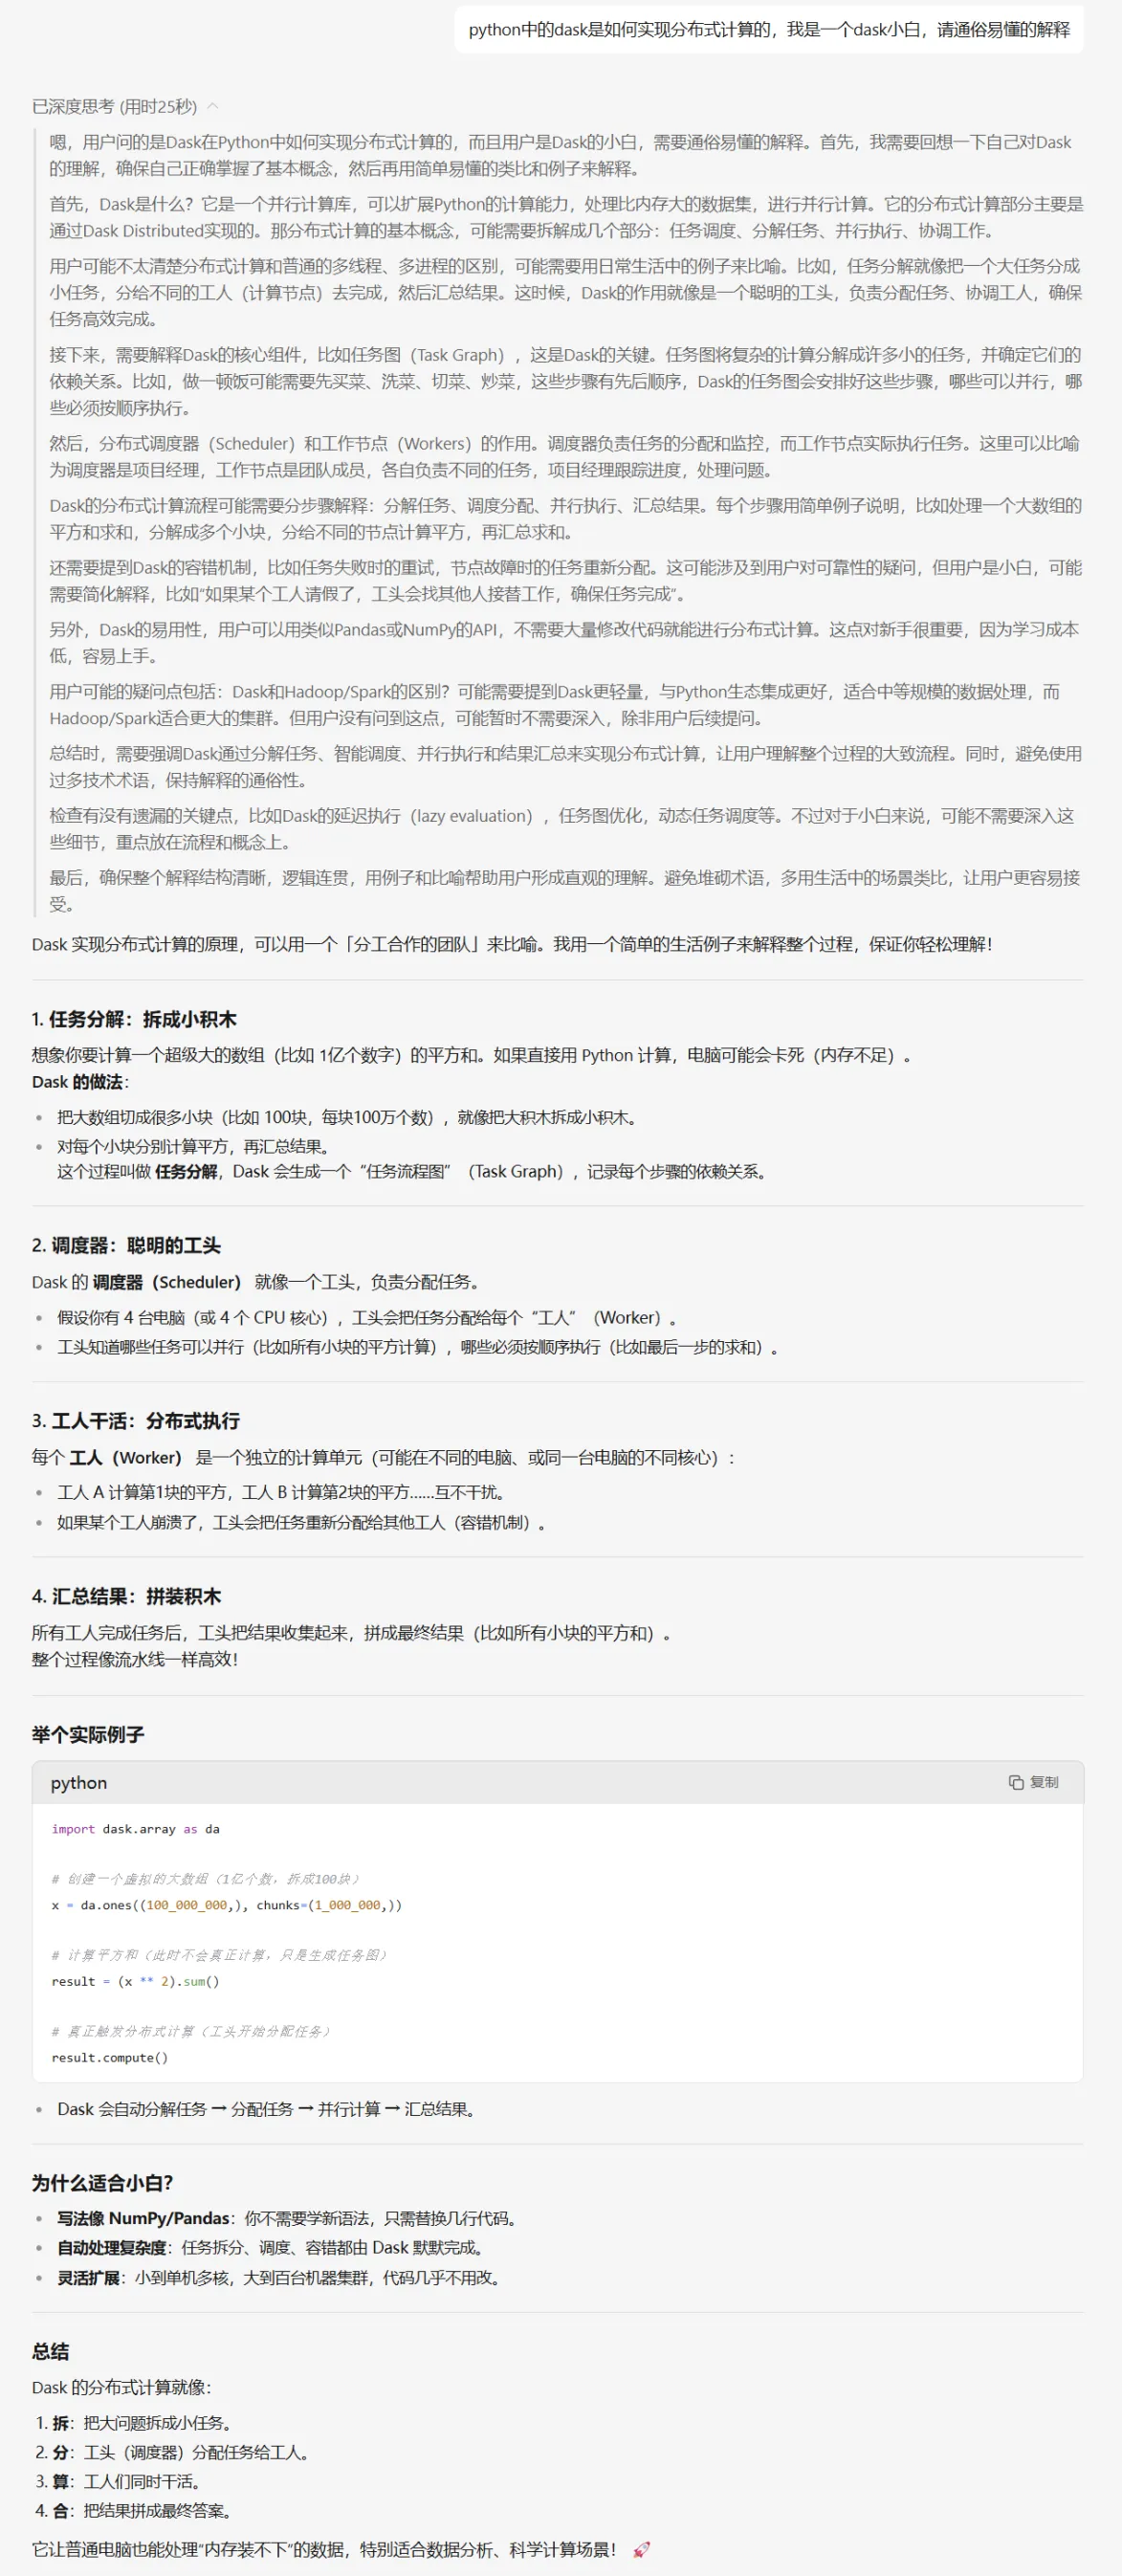 python中的dask是如何实现分布式计算的，我是一个dask小白，请通俗易懂的解释
已深度思考 (用时25秒)
嗯，用户问的是Dask在Python中如何实现分布式计算的，而且用户是Dask的小白，需要通俗易懂的解释。首先，我需要回想一下自己对Dask
的理解，确保自己正确掌握了基本概念，然后再用简单易懂的类比和例子来解释。
首先，Dask是什么？它是一个并行计算库，可以扩展Python的计算能力，处理比内存大的数据集，进行并行计算。它的分布式计算部分主要是
通过Dask Distributed实现的。那分布式计算的基本概念，可能需要拆解成几个部分：任务调度、分解任务、并行执行、协调工作。
用户可能不太清楚分布式计算和普通的多线程、多进程的区别，可能需要用日常生活中的例子来比喻。比如，任务分解就像把一个大任务分成
小任务，分给不同的工人（计算节点）去完成，然后汇总结果。这时候，Dask的作用就像是一个聪明的工头，负责分配任务、协调工人，确保
任务高效完成。
接下来，需要解释Dask的核心组件，比如任务图（Task Graph），这是Dask的关键。任务图将复杂的计算分解成许多小的任务，并确定它们的
依赖关系。比如，做一顿饭可能需要先买菜、洗菜、切菜、炒菜，这些步骤有先后顺序，Dask的任务图会安排好这些步骤，哪些可以并行，哪
些必须按顺序执行。
然后，分布式调度器（Scheduler）和工作节点（Workers）的作用。调度器负责任务的分配和监控，而工作节点实际执行任务。这里可以比喻
为调度器是项目经理，工作节点是团队成员，各自负责不同的任务，项目经理跟踪进度，处理问题。
Dask的分布式计算流程可能需要分步骤解释：分解任务、调度分配、并行执行、汇总结果。每个步骤用简单例子说明，比如处理一个大数组的
平方和求和，分解成多个小块，分给不同的节点计算平方，再汇总求和。
还需要提到Dask的容错机制，比如任务失败时的重试，节点故障时的任务重新分配。这可能涉及到用户对可靠性的疑问，但用户是小白，可能
需要简化解释，比如“如果某个工人请假了，工头会找其他人接替工作，确保任务完成”。
另外，Dask的易用性，用户可以用类似Pandas或NumPy的API，不需要大量修改代码就能进行分布式计算。这点对新手很重要，因为学习成本
低，容易上手。
用户可能的疑问点包括：Dask和Hadoop/Spark的区别？可能需要提到Dask更轻量，与Python生态集成更好，适合中等规模的数据处理，而
Hadoop/Spark适合更大的集群。但用户没有问到这点，可能暂时不需要深入，除非用户后续提问。
总结时，需要强调Dask通过分解任务、智能调度、并行执行和结果汇总来实现分布式计算，让用户理解整个过程的大致流程。同时，避免使用
过多技术术语，保持解释的通俗性。
检查有没有遗漏的关键点，比如Dask的延迟执行（lazy evaluation），任务图优化，动态任务调度等。不过对于小白来说，可能不需要深入这
些细节，重点放在流程和概念上。
最后，确保整个解释结构清晰，逻辑连贯，用例子和比喻帮助用户形成直观的理解。避免堆砌术语，多用生活中的场景类比，让用户更容易接
受。
Dask 实现分布式计算的原理，可以用一个「分工合作的团队」来比喻。我用一个简单的生活例子来解释整个过程，保证你轻松理解！
1. 任务分解：拆成小积木
想象你要计算一个超级大的数组（比如 1亿个数字）的平方和。如果直接用 Python 计算，电脑可能会卡死（内存不足）。
Dask 的做法：
• 把大数组切成很多小块（比如 100块，每块100万个数），就像把大积木拆成小积木。
• 对每个小块分别计算平方，再汇总结果。
这个过程叫做 任务分解，Dask 会生成一个“任务流程图”（Task Graph），记录每个步骤的依赖关系。
2. 调度器：聪明的工头
Dask 的 调度器（Scheduler） 就像一个工头，负责分配任务。
• 假设你有 4 台电脑（或 4 个 CPU 核心），工头会把任务分配给每个“工人”（Worker）。
• 工头知道哪些任务可以并行（比如所有小块的平方计算），哪些必须按顺序执行（比如最后一步的求和）。
3. 工人干活：分布式执行
每个 工人（Worker） 是一个独立的计算单元（可能在不同的电脑、或同一台电脑的不同核心）：
• 工人 A 计算第1块的平方，工人 B 计算第2块的平方……互不干扰。
• 如果某个工人崩溃了，工头会把任务重新分配给其他工人（容错机制）。
4. 汇总结果：拼装积木
所有工人完成任务后，工头把结果收集起来，拼成最终结果（比如所有小块的平方和）。
整个过程像流水线一样高效！
举个实际例子
python 复制
import dask.array as da
# 创建一个虚拟的大数组（1亿个数，拆成100块）
x = da.ones((100_000_000,), chunks=(1_000_000,))
# 计算平方和（此时不会真正计算，只是生成任务图）
result = (x ** 2).sum()
# 真正触发分布式计算（工头开始分配任务）
result.compute()
• Dask 会自动分解任务 → 分配任务 → 并行计算 → 汇总结果。
为什么适合小白？
• 写法像 NumPy/Pandas：你不需要学新语法，只需替换几行代码。
• 自动处理复杂度：任务拆分、调度、容错都由 Dask 默默完成。
• 灵活扩展：小到单机多核，大到百台机器集群，代码几乎不用改。
总结
Dask 的分布式计算就像：
1. 拆：把大问题拆成小任务。
2. 分：工头（调度器）分配任务给工人。
3. 算：工人们同时干活。
4. 合：把结果拼成最终答案。
它让普通电脑也能处理“内存装不下”的数据，特别适合数据分析、科学计算场景！ 🚀